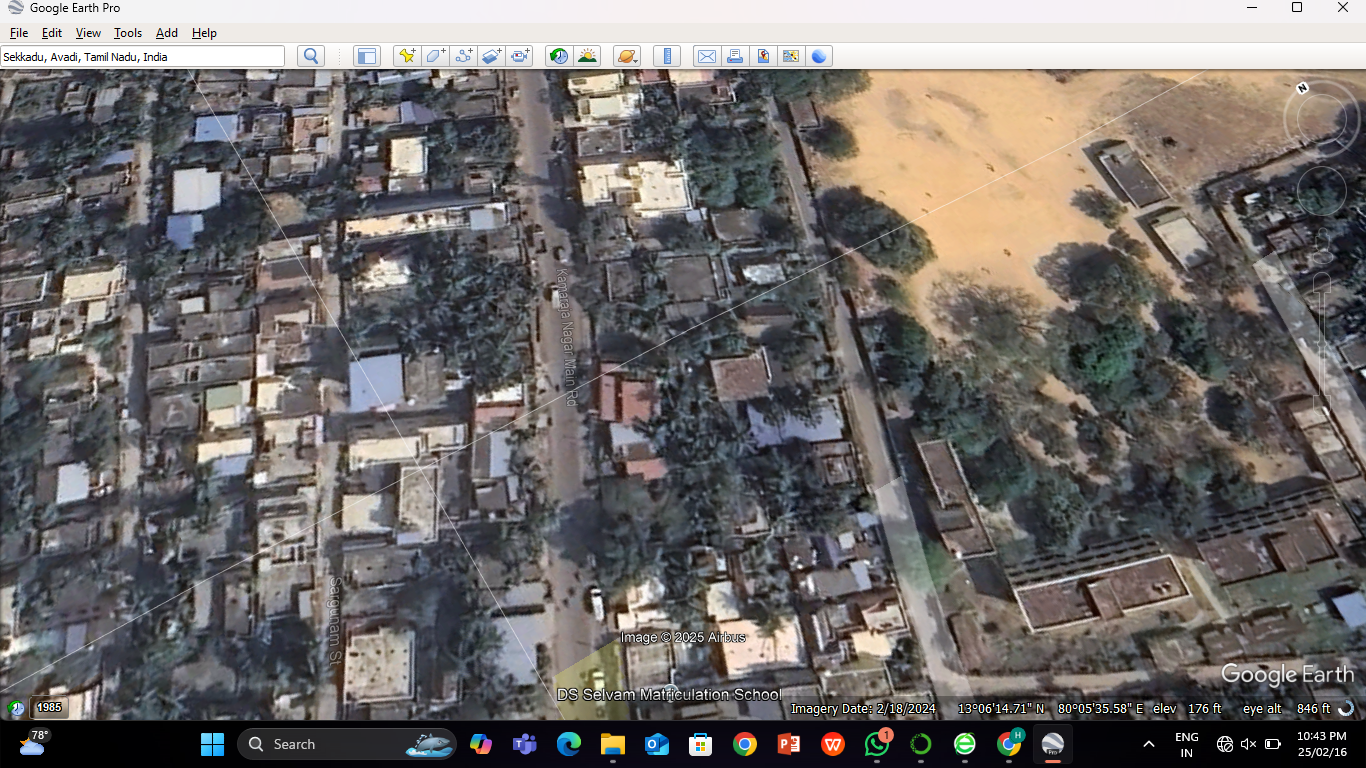 Google Earth Pro
File Edit View Tools Add Help
Sekkadu, Avadi, Tamil Nadu, India
N
Kamaraja Nagar Main Rd
Sargunam St
Image © 2025 Airbus
Google Earth
DS Selvam Matriculation School
1985
Imagery Date: 2/18/2024 13°06'14.71" N 80°05'35.58" E elev 176 ft eye alt 846 ft
78°
Search
1
H
Pro
ENG
IN
10:43 PM
25/02/16